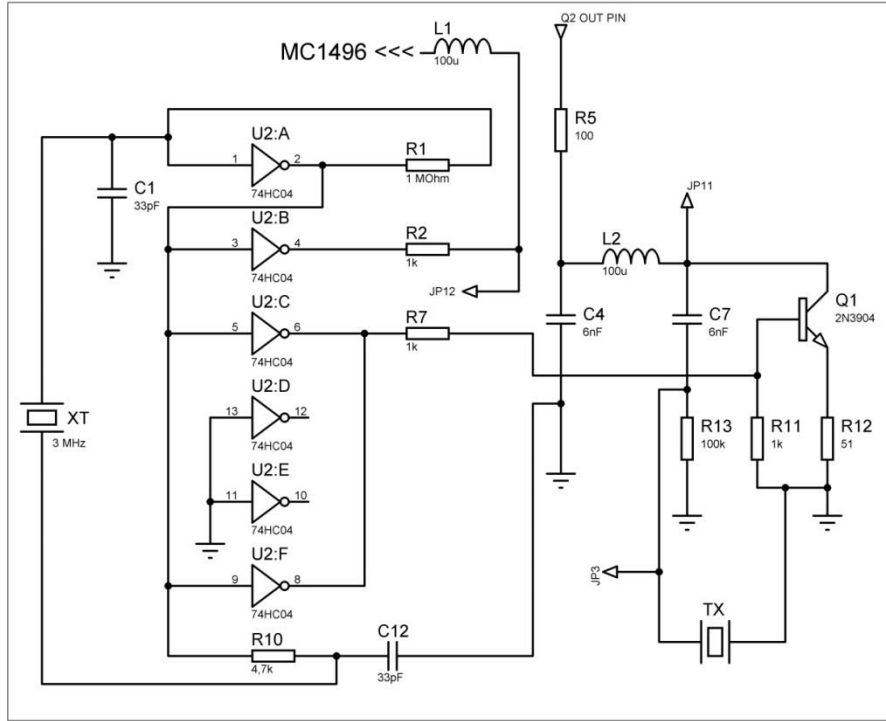 Q2 OUT PIN
L1
MC1496 <<<
100u
R5
100
U2:A
R1
1
2
74HC04
1 MOhm
JP11
C1
33pF
U2:B
R2
3
4
74HC04
1k
L2
100u
JP12
Q1
2N3904
U2:C
R7
C4
6nF
C7
6nF
5
6
74HC04
1k
U2:D
13
12
74HC04
XT
3 MHz
R13
100k
R11
1k
R12
51
U2:E
11
10
74HC04
U2:F
9
8
74HC04
JP3
TX
R10
4,7k
C12
33pF